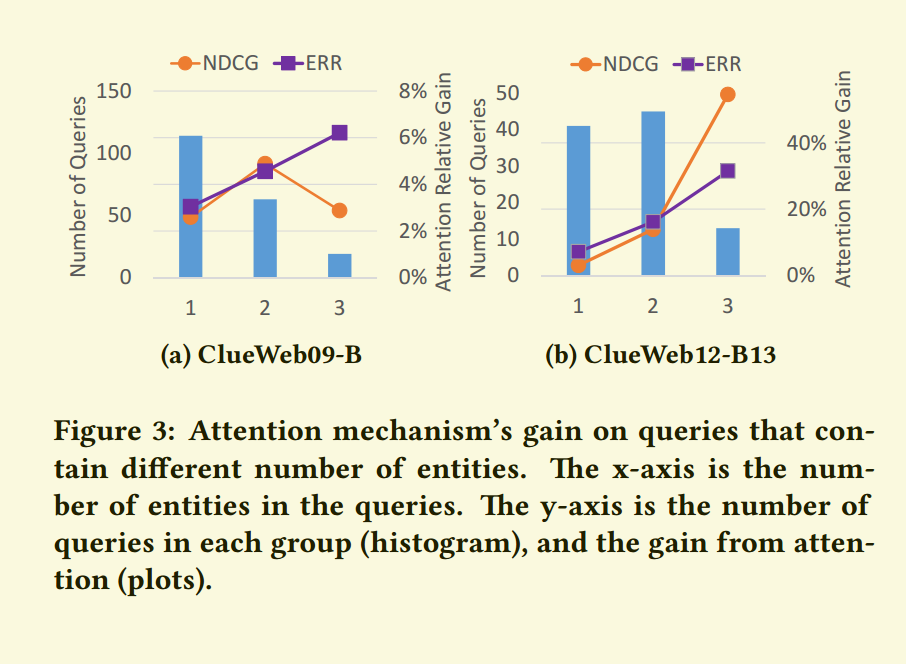 NDCG ERR
Number of Queries
150
100
50
0
8%
6%
4%
2%
0%
Attention Relative Gain
1 2 3
(a) ClueWeb09-B
NDCG ERR
Number of Queries
50
40
30
20
10
0
40%
20%
0%
Attention Relative Gain
1 2 3
(b) ClueWeb12-B13
Figure 3: Attention mechanism's gain on queries that con-
tain different number of entities. The x-axis is the num-
ber of entities in the queries. The y-axis is the number of
queries in each group (histogram), and the gain from atten-
tion (plots).